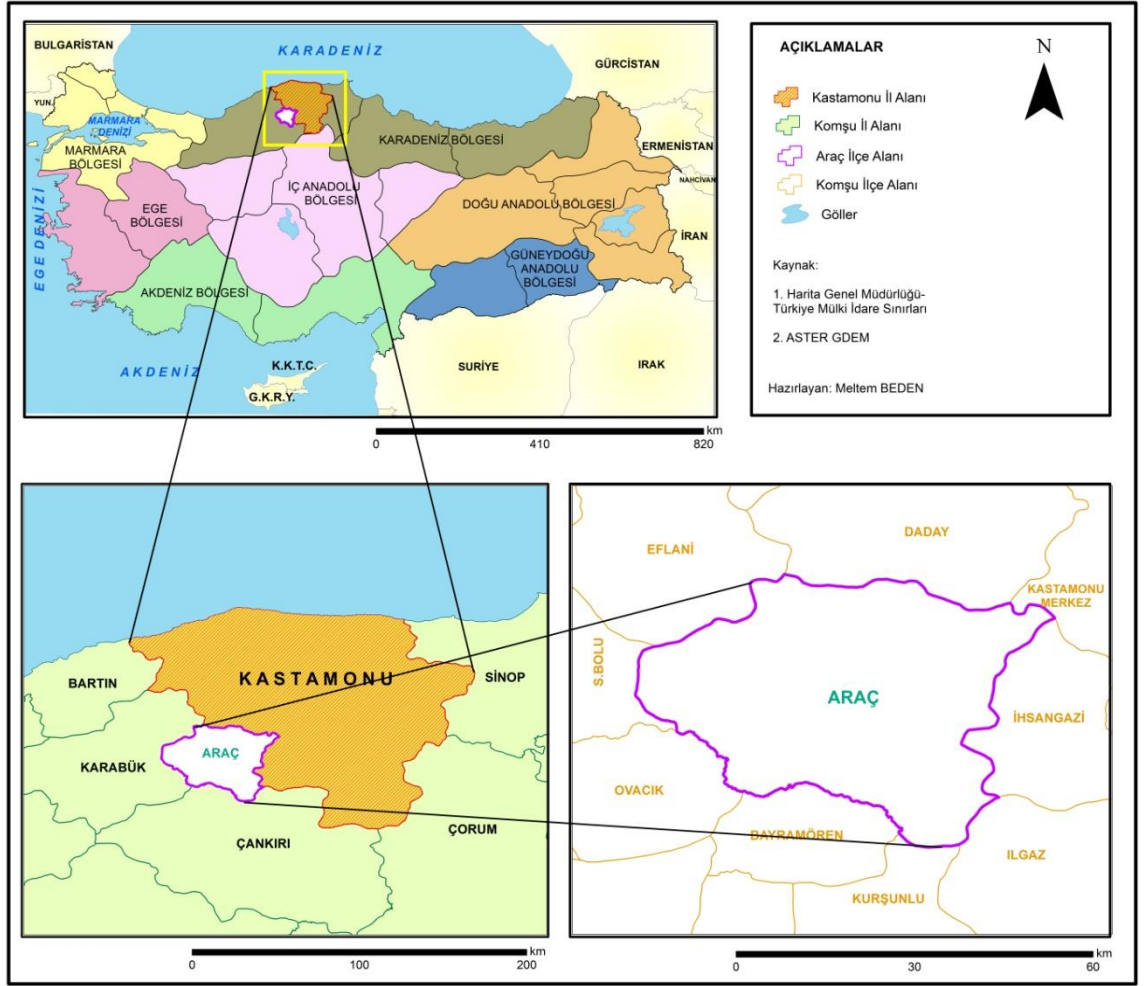 BULGARİSTAN
KARADENİZ
GÜRCİSTAN
YUN.
MARMARA
DENİZİ
MARMARA
BÖLGESİ
KARADENİZ BÖLGESİ
ERMENİSTAN
NAHCİVAN
EGE DENİZİ
EGE
BÖLGESİ
İÇ ANADOLU
BÖLGESİ
DOĞU ANADOLU BÖLGESİ
İRAN
GÜNEYDOĞU
ANADOLU
BÖLGESİ
AKDENİZ BÖLGESİ
AKDENİZ
K.K.T.C.
G.K.R.Y.
SURİYE
IRAK
km
0 410 820
AÇIKLAMALAR
N
Kastamonu İl Alanı
Komşu İl Alanı
Araç İlçe Alanı
Komşu İlçe Alanı
Göller
Kaynak:
1. Harita Genel Müdürlüğü-
Türkiye Mülki İdare Sınırları
2. ASTER GDEM
Hazırlayan: Meltem BEDEN
BARTIN
KASTAMONU
SİNOP
KARABÜK
ARAÇ
ÇANKIRI
ÇORUM
km
0 100 200
EFLANİ
DADAY
KASTAMONU
MERKEZ
S.BOLU
ARAÇ
İHSANGAZİ
OVACIK
BAYRAMÖREN
ILGAZ
KURŞUNLU
km
0 30 60